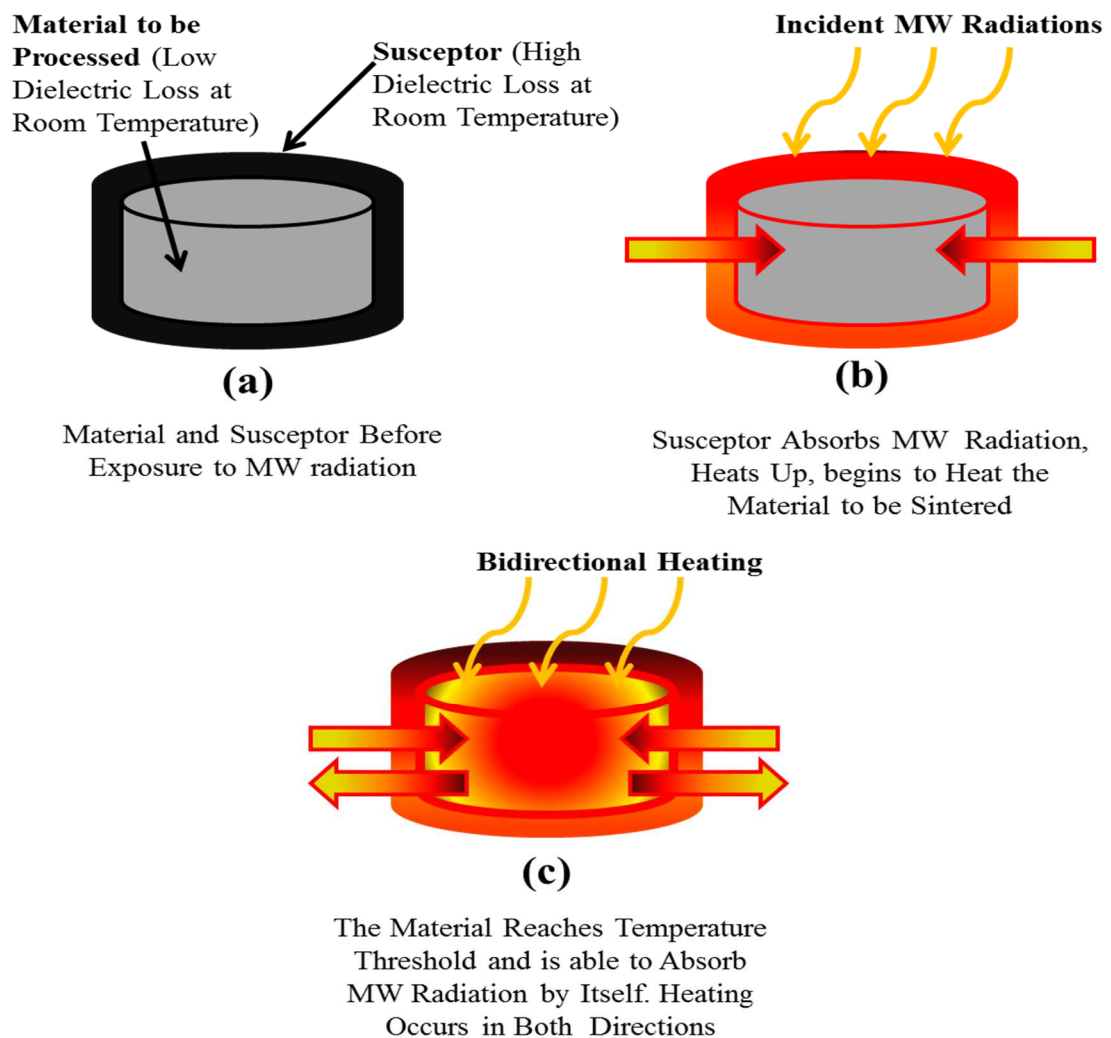 Material to be
Processed (Low
Dielectric Loss at
Room Temperature)
Susceptor (High
Dielectric Loss at
Room Temperature)
(a)
Material and Susceptor Before
Exposure to MW radiation
Incident MW Radiations
(b)
Susceptor Absorbs MW Radiation,
Heats Up, begins to Heat the
Material to be Sintered
Bidirectional Heating
(c)
The Material Reaches Temperature
Threshold and is able to Absorb
MW Radiation by Itself. Heating
Occurs in Both Directions